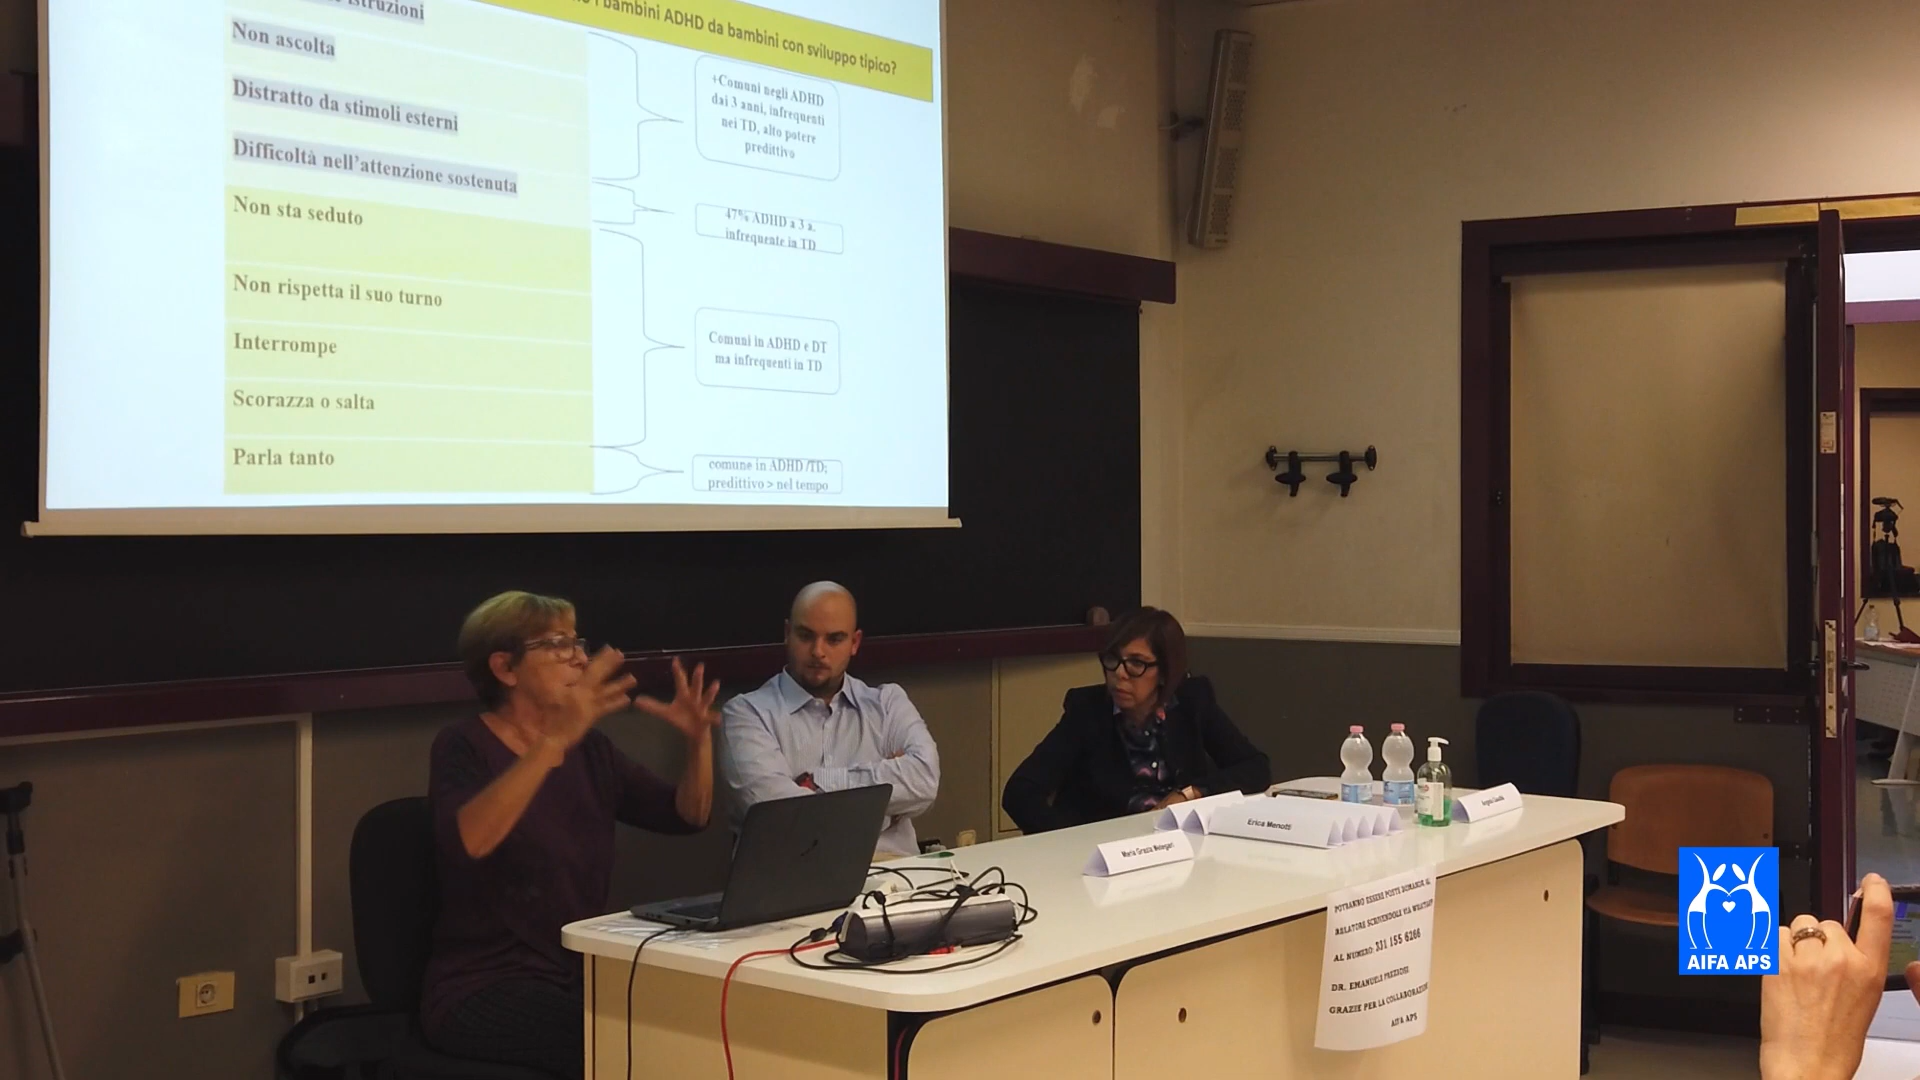 i bambini ADHD da bambini con sviluppo tipico?
istruzioni
Non ascolta
Distratto da stimoli esterni
Difficoltà nell'attenzione sostenuta
Non sta seduto
Non rispetta il suo turno
Interrompe
Scorazza o salta
Parla tanto
+Comuni negli ADHD
dai 3 anni, infrequenti
nei TD, alto potere
predittivo
47% ADHD a 3 a.
infrequente in TD
Comuni in ADHD e DT
ma infrequenti in TD
comune in ADHD /TD;
predittivo > nel tempo
Maria Grazia Melegari
Erica Menotti
POTRANNO ESSERE POSTE DOMANDE AL
RELATORE SCRIVENDOLE VIA WHATSAPP
AL NUMERO: 331 155 6266
DR. EMANUELE
GRAZIE PER LA COLLABORAZIONE
AIFA APS
AIFA APS